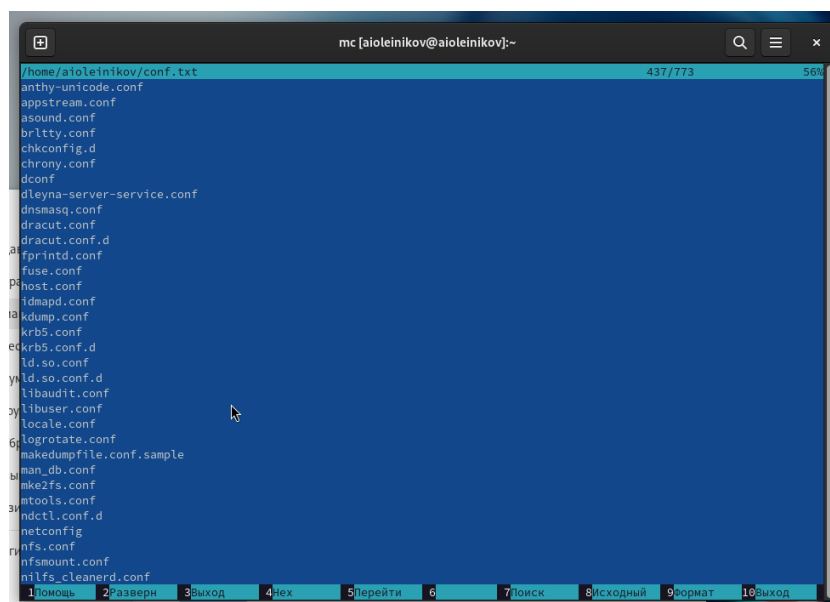 mc [aioleinikov@aioleinikov]:~
/home/aioleinikov/conf.txt 437/773 56%
anthy-unicode.conf
appstream.conf
asound.conf
brltty.conf
chkconfig.d
chrony.conf
dconf
dleyna-server-service.conf
dnsmasq.conf
dracut.conf
dracut.conf.d
fprintd.conf
fuse.conf
host.conf
idmapd.conf
kdump.conf
krb5.conf
krb5.conf.d
ld.so.conf
ld.so.conf.d
libaudit.conf
libuser.conf
locale.conf
logrotate.conf
makedumpfile.conf.sample
man_db.conf
mke2fs.conf
mtools.conf
ndctl.conf.d
netconfig
nfs.conf
nfsmount.conf
nilfs_cleanerd.conf
1Помощь 2Разверн 3Выход 4Hex 5Перейти 6 7Поиск 8Исходный 9Формат 10Выход